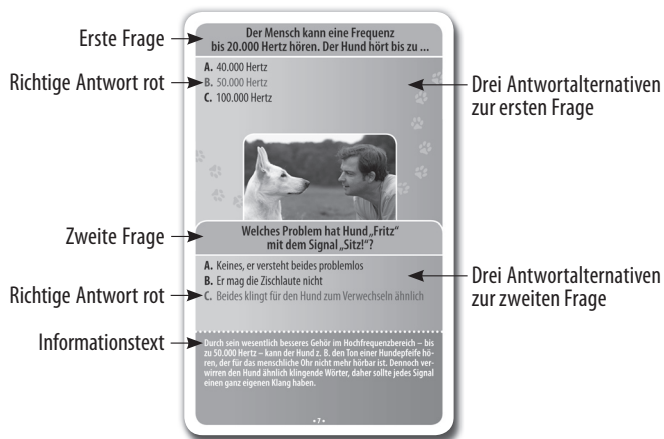 Erste Frage
Der Mensch kann eine Frequenz
bis 20.000 Hertz hören. Der Hund hört bis zu ...
Richtige Antwort rot
A. 40.000 Hertz
B. 50.000 Hertz
C. 100.000 Hertz
Drei Antwortalternativen
zur ersten Frage
Zweite Frage
Welches Problem hat Hund „Fritz“
mit dem Signal „Sitz!“?
Richtige Antwort rot
A. Keines, er versteht beides problemlos
B. Er mag die Zischlaute nicht
C. Beides klingt für den Hund zum Verwechseln ähnlich
Drei Antwortalternativen
zur zweiten Frage
Informationstext
Durch sein wesentlich besseres Gehör im Hochfrequenzbereich – bis
zu 50.000 Hertz – kann der Hund z. B. den Ton einer Hundepfeife hö-
ren, der für das menschliche Ohr nicht mehr hörbar ist. Dennoch ver-
wirren den Hund ähnlich klingende Wörter, daher sollte jedes Signal
einen ganz eigenen Klang haben.
• 7 •